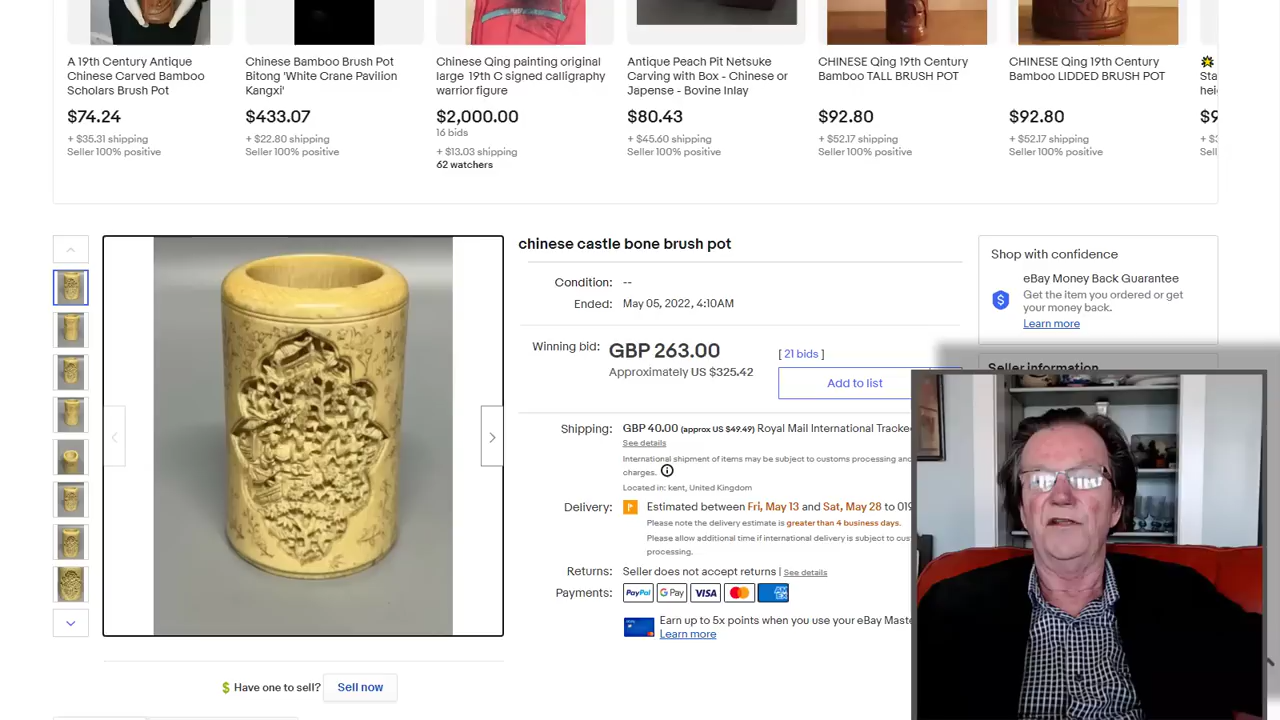 A 19th Century Antique
Chinese Carved Bamboo
Scholars Brush Pot
$74.24
+ $35.31 shipping
Seller 100% positive
Chinese Bamboo Brush Pot
Bitong 'White Crane Pavilion
Kangxi'
$433.07
+ $22.80 shipping
Seller 100% positive
Chinese Qing painting original
large 19th C signed calligraphy
warrior figure
$2,000.00
16 bids
+ $13.03 shipping
62 watchers
Antique Peach Pit Netsuke
Carving with Box - Chinese or
Japense - Bovine Inlay
$80.43
+ $45.60 shipping
Seller 100% positive
CHINESE Qing 19th Century
Bamboo TALL BRUSH POT
$92.80
+ $52.17 shipping
Seller 100% positive
CHINESE Qing 19th Century
Bamboo LIDDED BRUSH POT
$92.80
+ $52.17 shipping
Seller 100% positive
chinese castle bone brush pot
Condition: --
Ended: May 05, 2022, 4:10AM
Winning bid: GBP 263.00
[ 21 bids ]
Approximately US $325.42
Add to list
Shipping: GBP 40.00 (approx US $49.49) Royal Mail International Tracke
See details
International shipment of items may be subject to customs processing and
charges.
Located in: kent, United Kingdom
Delivery: Estimated between Fri, May 13 and Sat, May 28 to 019
Please note the delivery estimate is greater than 4 business days.
Please allow additional time if international delivery is subject to cus
processing.
Returns: Seller does not accept returns | See details
Payments: PayPal G Pay VISA
Earn up to 5x points when you use your eBay Maste
Learn more
Shop with confidence
eBay Money Back Guarantee
Get the item you ordered or get
your money back.
Learn more
Seller information
Have one to sell? Sell now